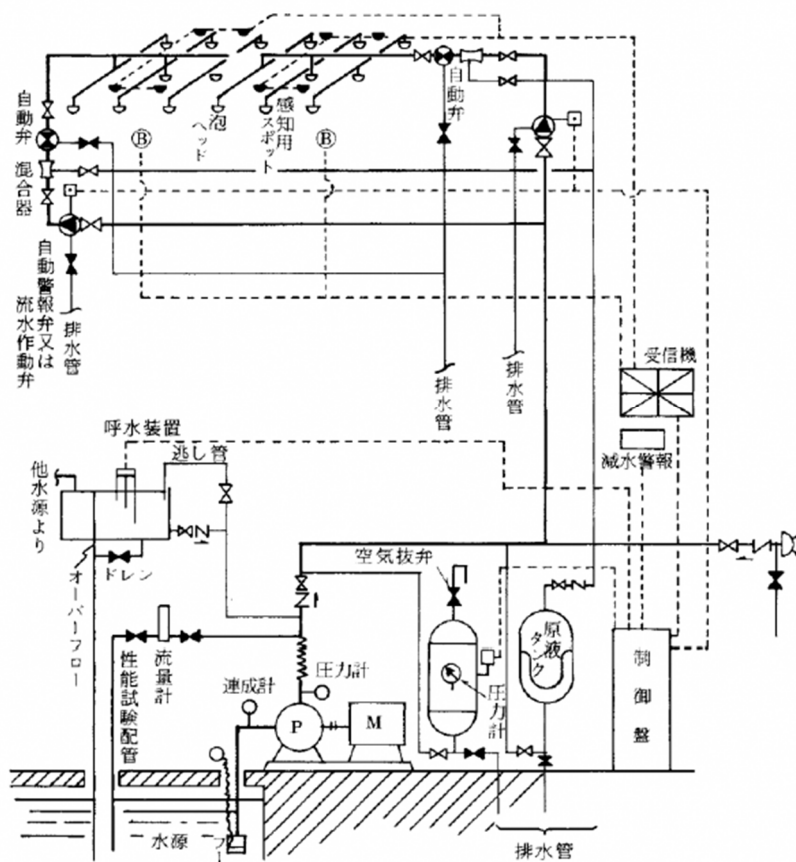 自動弁
混合器
自動警報弁又は
流水作動弁
排水管
泡
ヘッド
感知用
スポット
Ⓑ
Ⓑ
自動弁
排水管
排水管
受信機
減水警報
呼水装置
逃し管
他水源より
ドレン
オーバーフロー
空気抜弁
原液
タンク
制御盤
性能試験配管
流量計
連成計
圧力計
P
M
圧力計
水源
フー
排水管